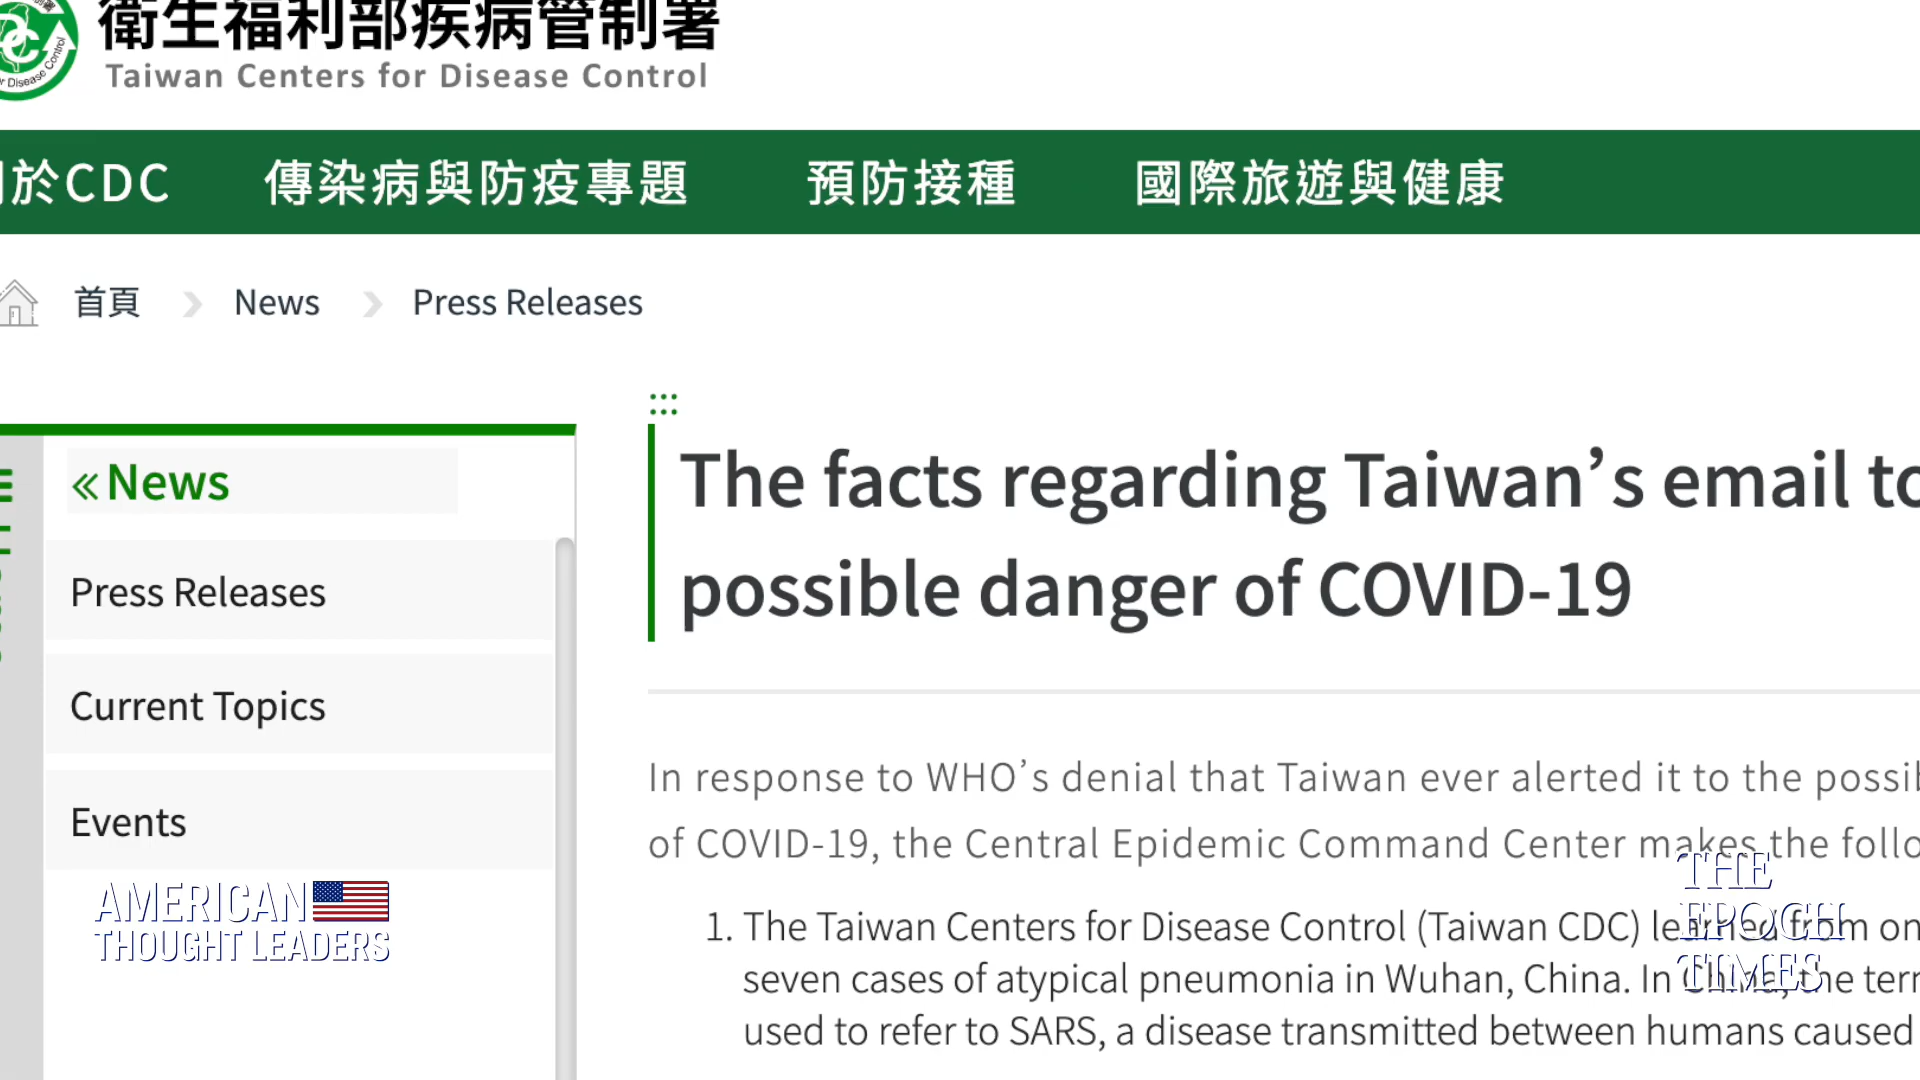 衛生福利部疾病管制署
Taiwan Centers for Disease Control
於CDC 傳染病與防疫專題 預防接種 國際旅遊與健康
首頁 News Press Releases
«News
Press Releases
Current Topics
Events
The facts regarding Taiwan’s email to
possible danger of COVID-19
In response to WHO’s denial that Taiwan ever alerted it to the
of COVID-19, the Central Epidemic Command Center makes the
1. The Taiwan Centers for Disease Control (Taiwan CDC) learned from
seven cases of atypical pneumonia in Wuhan, China. In China, the
used to refer to SARS, a disease transmitted between humans caused
AMERICAN
THOUGHT LEADERS
THE
EPOCH
TIMES